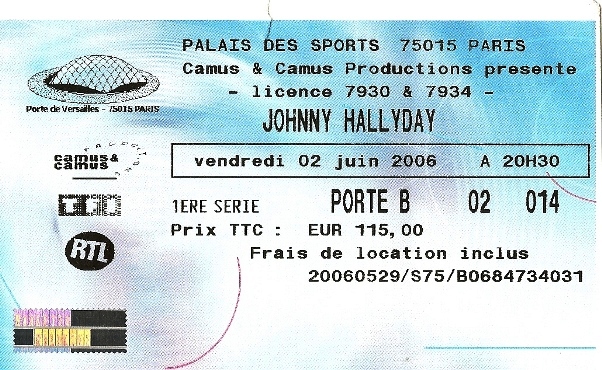 PALAIS DES SPORTS 75015 PARIS
Camus & Camus Productions presente
- licence 7930 & 7934 -
JOHNNY HALLYDAY
Porte de Versailles - 75015 PARIS
vendredi 02 juin 2006 A 20H30
camus&
camus
PRODUCTIONS
TF1
1ERE SERIE PORTE B 02 014
Prix TTC : EUR 115,00
RTL
Frais de location inclus
20060529/S75/B0684734031